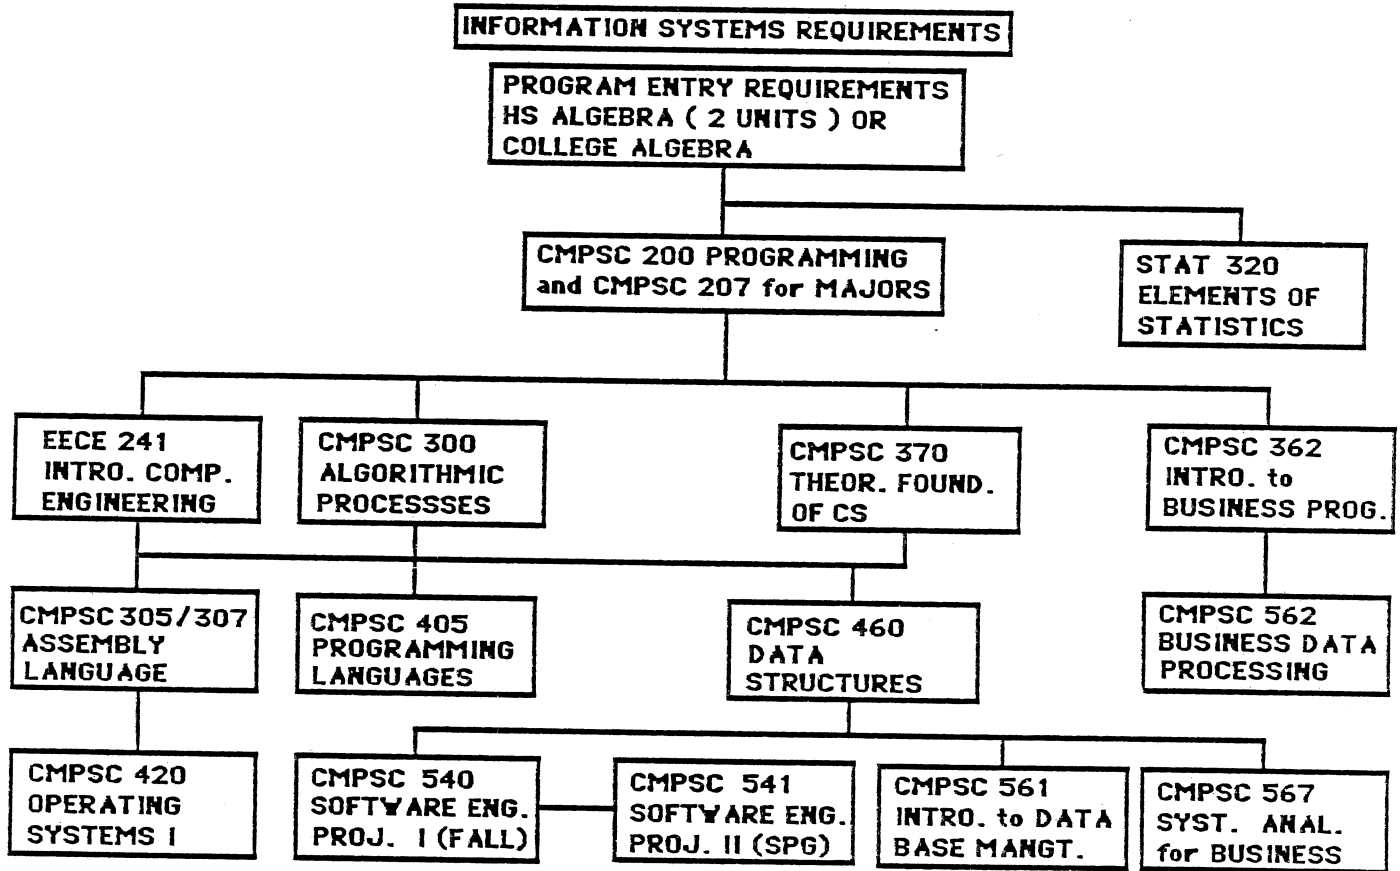 INFORMATION SYSTEMS REQUIREMENTS
PROGRAM ENTRY REQUIREMENTS
HS ALGEBRA ( 2 UNITS ) OR
COLLEGE ALGEBRA
CMPSC 200 PROGRAMMING
and CMPSC 207 for MAJORS
STAT 320
ELEMENTS OF
STATISTICS
EECE 241
INTRO. COMP.
ENGINEERING
CMPSC 300
ALGORITHMIC
PROCESSSES
CMPSC 370
THEOR. FOUND.
OF CS
CMPSC 362
INTRO. to
BUSINESS PROG.
CMPSC 305/307
ASSEMBLY
LANGUAGE
CMPSC 405
PROGRAMMING
LANGUAGES
CMPSC 460
DATA
STRUCTURES
CMPSC 562
BUSINESS DATA
PROCESSING
CMPSC 420
OPERATING
SYSTEMS I
CMPSC 540
SOFTWARE ENG.
PROJ. I (FALL)
CMPSC 541
SOFTWARE ENG.
PROJ. II (SPG)
CMPSC 561
INTRO. to DATA
BASE MANGT.
CMPSC 567
SYST. ANAL.
for BUSINESS